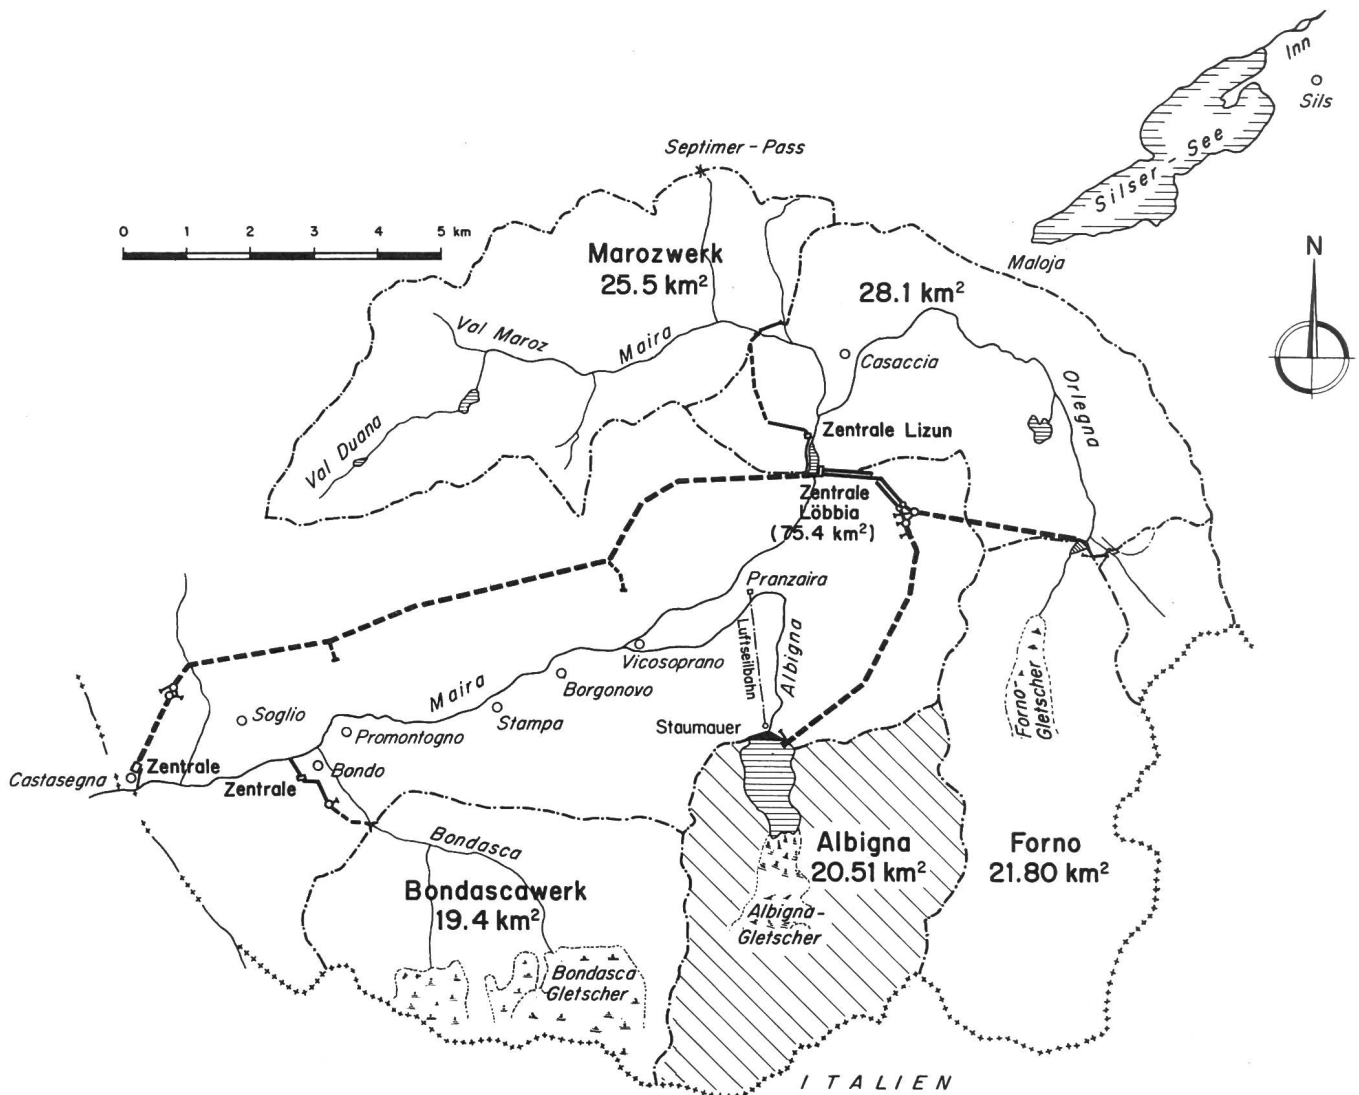 Inn
Sils
Silser - See
Septimer - Pass
0 1 2 3 4 5 km
Marozwerk
25.5 km²
Maloja
28.1 km²
N
Val Maroz
Maira
Casaccia
Orlegna
Val Duana
Zentrale Lizun
Zentrale
Löbbia
(75.4 km²)
Pranzaira
Luftseilbahn
Albigna
Vicosoprano
Borgonovo
Maira
Stampa
Forno-
Gletscher
Soglio
Promontogno
Staumauer
Castasegna
Zentrale
Bondo
Zentrale
Bondasca
Albigna
20.51 km²
Forno
21.80 km²
Bondascawerk
19.4 km²
Albigna-
Gletscher
Bondasca
Gletscher
ITALIEN